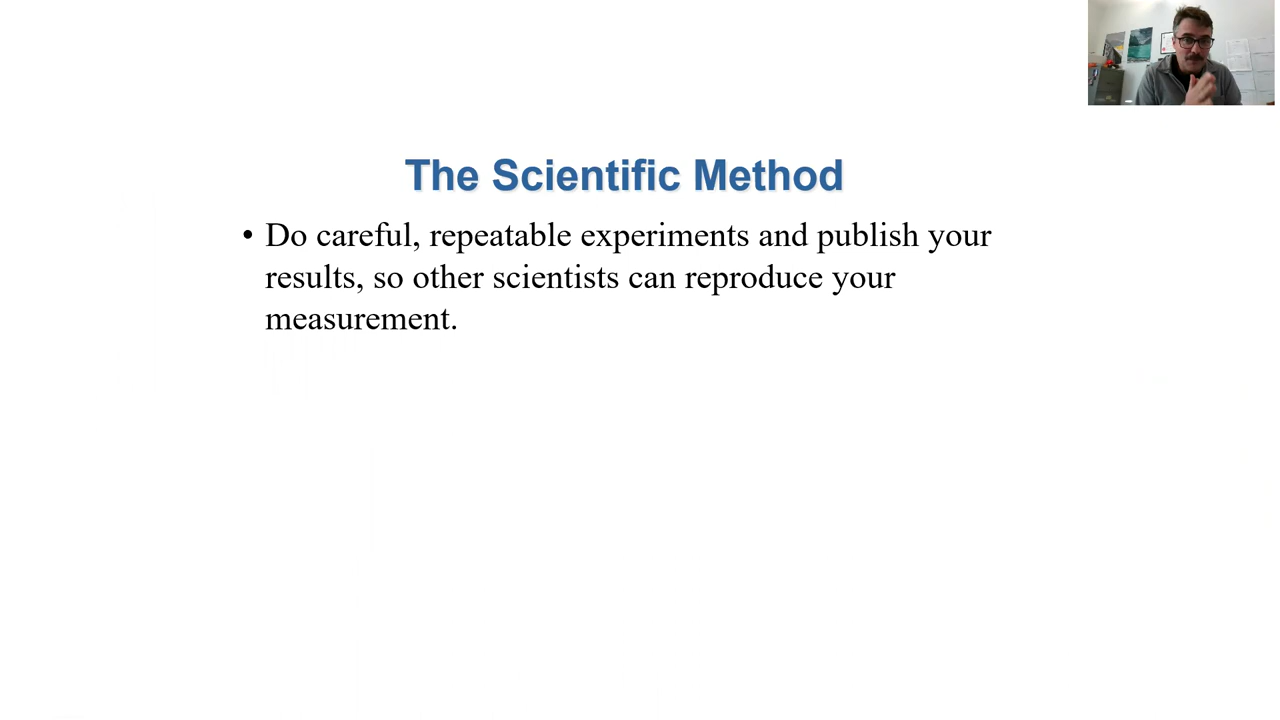 The Scientific Method
• Do careful, repeatable experiments and publish your
results, so other scientists can reproduce your
measurement.